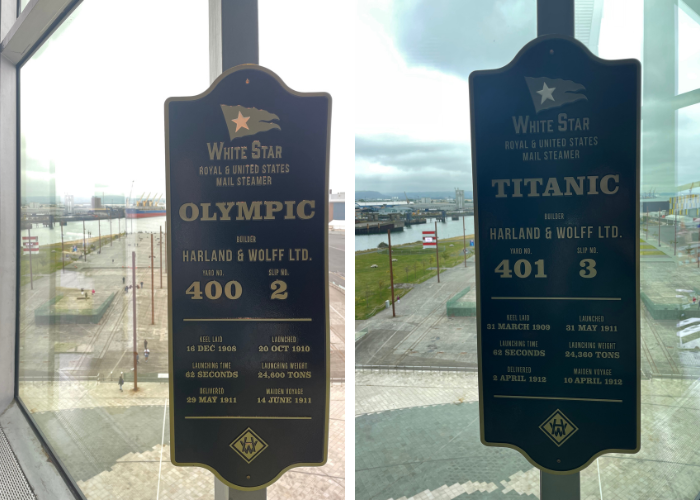 WHITE STAR
ROYAL & UNITED STATES
MAIL STEAMER
OLYMPIC
BUILDER
HARLAND & WOLFF LTD.
YARD NO. SLIP NO.
400 2
KEEL LAID LAUNCHED
16 DEC 1908 20 OCT 1910
LAUNCHING TIME LAUNCHING WEIGHT
62 SECONDS 24,600 TONS
DELIVERED MAIDEN VOYAGE
29 MAY 1911 14 JUNE 1911
WHITE STAR
ROYAL & UNITED STATES
MAIL STEAMER
TITANIC
BUILDER
HARLAND & WOLFF LTD.
YARD NO. SLIP NO.
401 3
KEEL LAID LAUNCHED
31 MARCH 1909 31 MAY 1911
LAUNCHING TIME LAUNCHING WEIGHT
62 SECONDS 24,360 TONS
DELIVERED MAIDEN VOYAGE
2 APRIL 1912 10 APRIL 1912